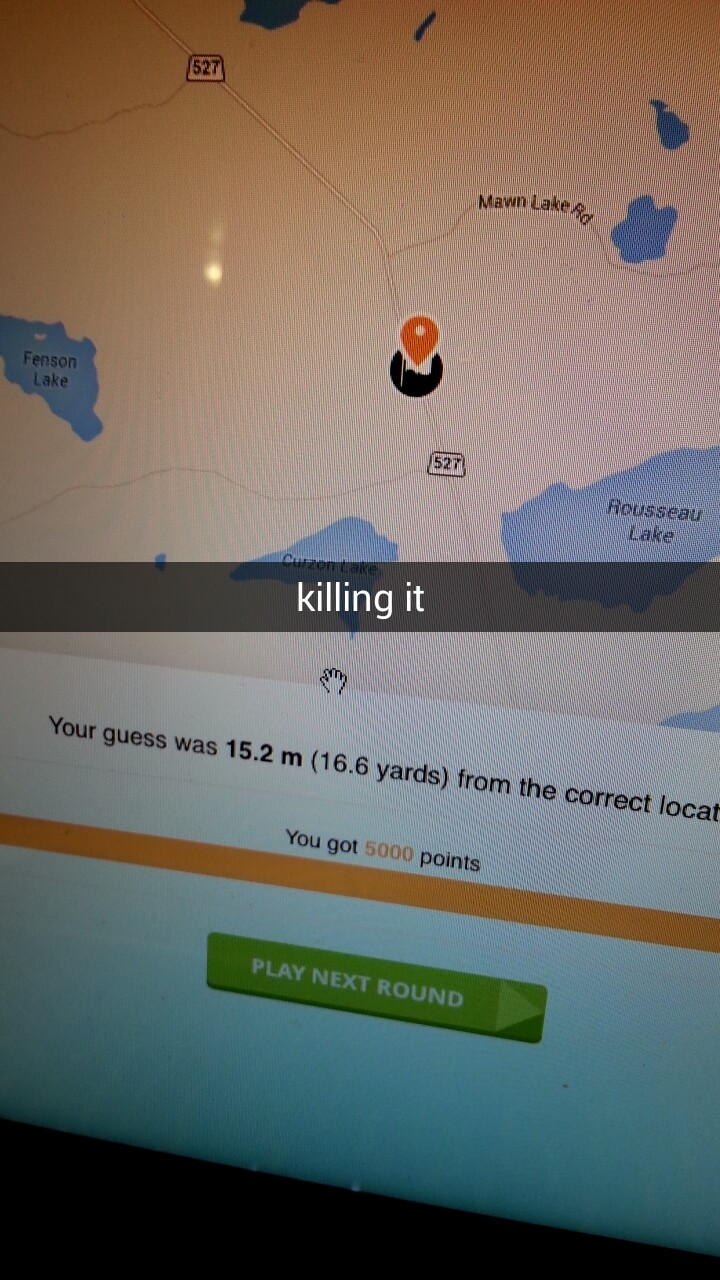 527
Mawn Lake Rd
Fenson
Lake
527
Rousseau
Lake
Curzon Lake
killing it
Your guess was 15.2 m (16.6 yards) from the correct locat
You got 5000 points
PLAY NEXT ROUND